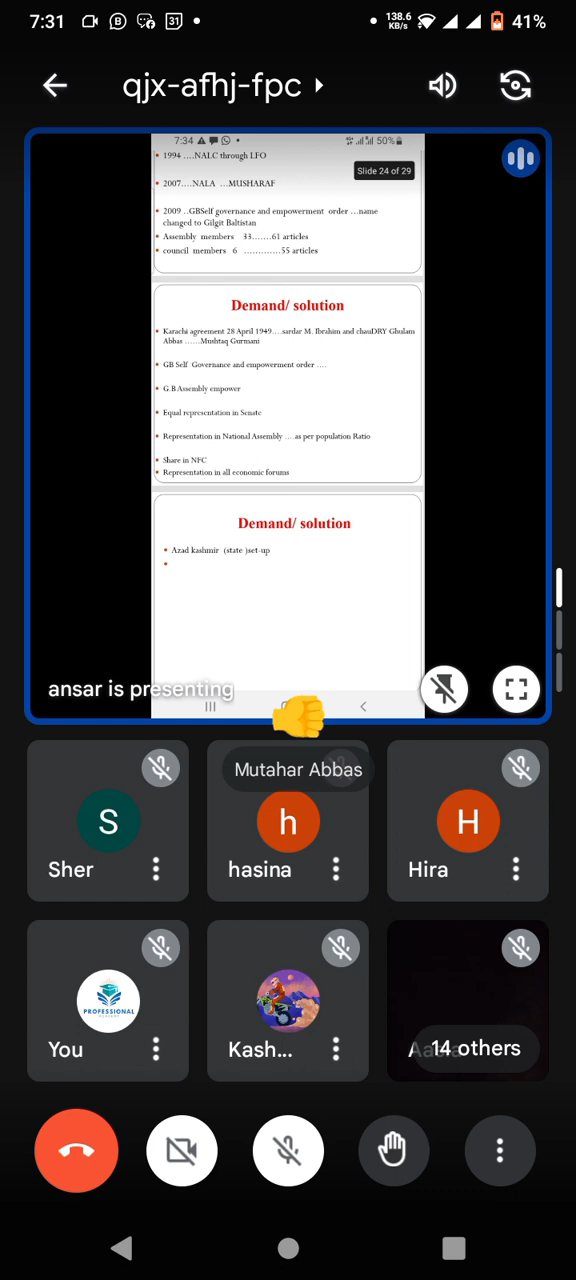 7:31
31
138.6
KB/s
41%
qjx-afhj-fpc
7:34
50%
1994 ....NALC through LFO
Slide 24 of 29
2007....NALA ...MUSHARAF
2009 ..GBSelf governance and empowerment order ...name
changed to Gilgit Baltistan
Assembly members 33.......61 articles
council members 6 ............55 articles
Demand/ solution
Karachi agreement 28 April 1949....sardar M. Ibrahim and chauDRY Ghulam
Abbas ......Mushtaq Gurmani
GB Self Governance and empowerment order ....
G.B Assembly empower
Equal representation in Senate
Representation in National Assembly ....as per population Ratio
Share in NFC
Representation in all economic forums
Demand/ solution
Azad kashmir (state )set-up
ansar is presenting
Mutahar Abbas
S
h
H
Sher
hasina
Hira
PROFESSIONAL
You
Kash...
14 others